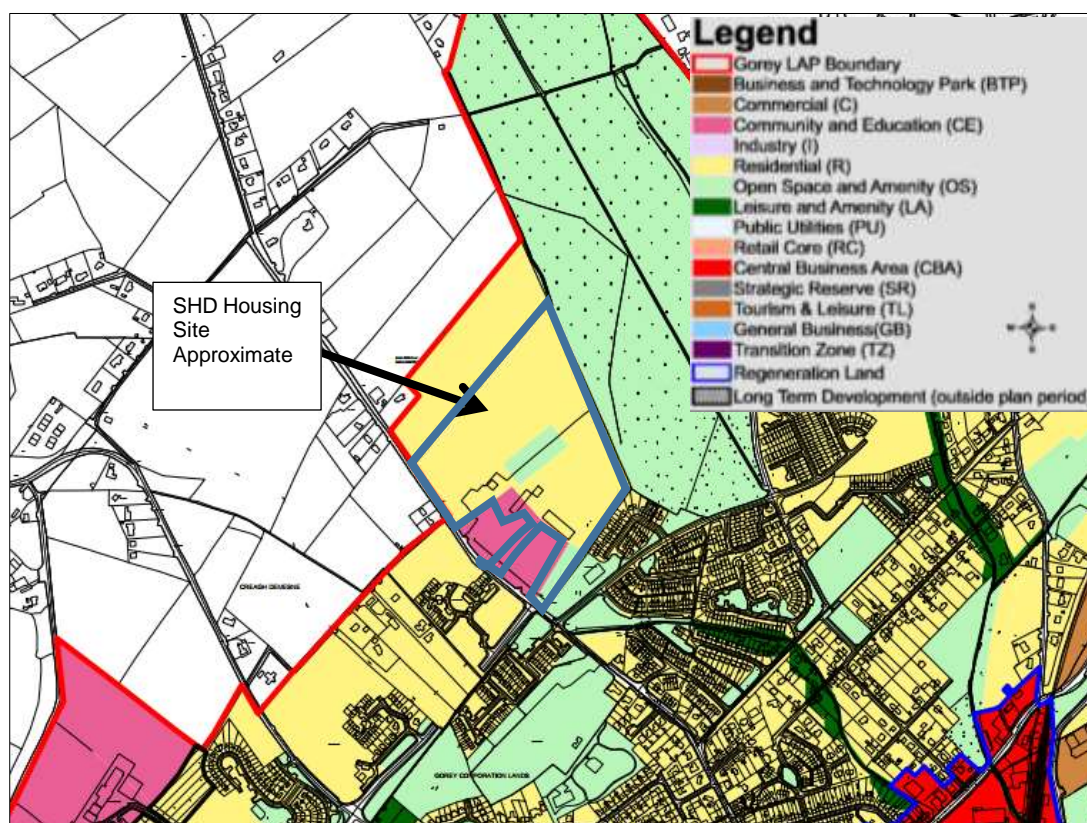 Legend
Gorey LAP Boundary
Business and Technology Park (BTP)
Commercial (C)
Community and Education (CE)
Industry (I)
Residential (R)
Open Space and Amenity (OS)
Leisure and Amenity (LA)
Public Utilities (PU)
Retail Core (RC)
Central Business Area (CBA)
Strategic Reserve (SR)
Tourism & Leisure (TL)
General Business(GB)
Transition Zone (TZ)
Regeneration Land
Long Term Development (outside plan period
SHD Housing
Site
Approximate
CREAGH DEMESNE
GOREY CORPORATION LANDS